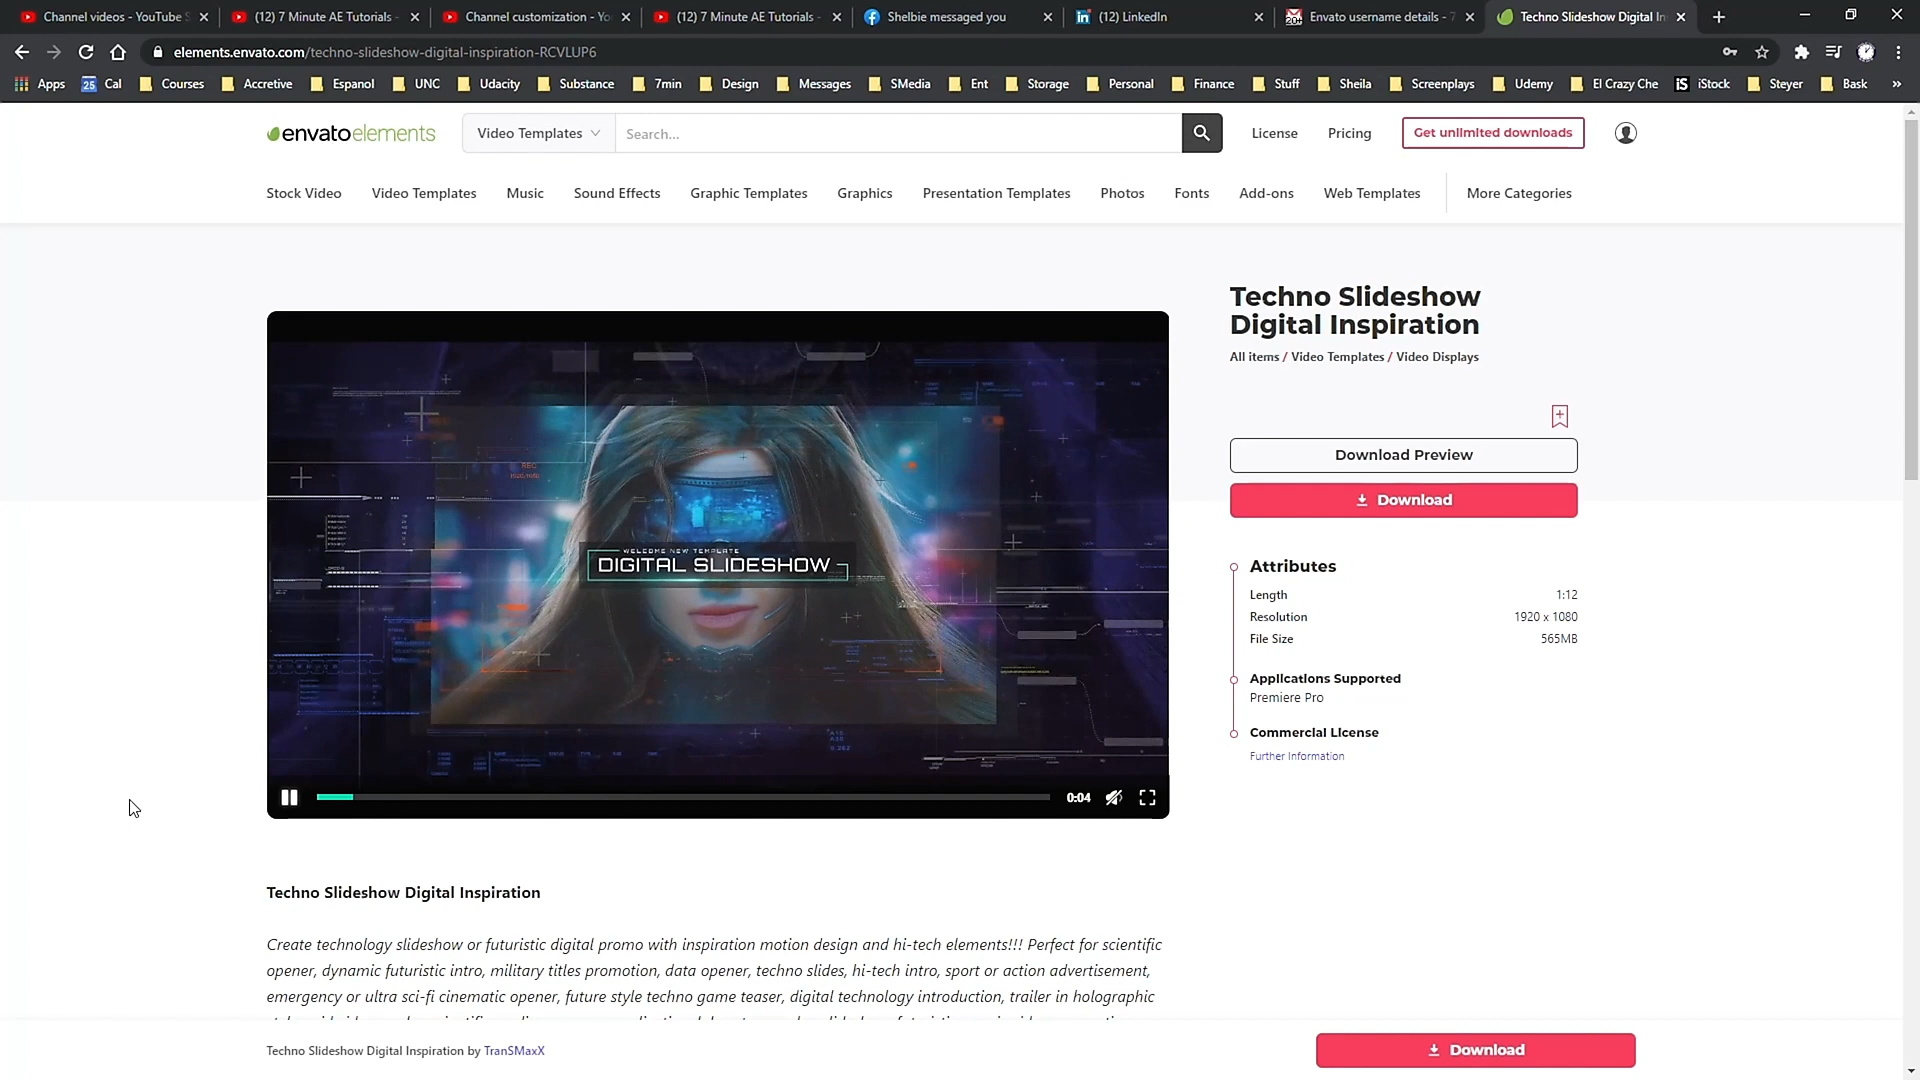 Channel videos - YouTube S
(12) 7 Minute AE Tutorials -
Channel customization - Yo
(12) 7 Minute AE Tutorials -
Shelbie messaged you
(12) LinkedIn
Envato username details - 7
Techno Slideshow Digital In
elements.envato.com/techno-slideshow-digital-inspiration-RCVLUP6
Apps
25 Cal
Courses
Accretive
Espanol
UNC
Udacity
Substance
7min
Design
Messages
SMedia
Ent
Storage
Personal
Finance
Stuff
Sheila
Screenplays
Udemy
El Crazy Che
iS iStock
Steyer
Bask
»
envatoelements
Video Templates
Search...
License
Pricing
Get unlimited downloads
Stock Video
Video Templates
Music
Sound Effects
Graphic Templates
Graphics
Presentation Templates
Photos
Fonts
Add-ons
Web Templates
More Categories
Techno Slideshow
Digital Inspiration
All items / Video Templates / Video Displays
Download Preview
Download
REC
WELCOME NEW TEMPLATE
DIGITAL SLIDESHOW
0:04
Attributes
Length 1:12
Resolution 1920 x 1080
File Size 565MB
Applications Supported
Premiere Pro
Commercial License
Further Information
Techno Slideshow Digital Inspiration
Create technology slideshow or futuristic digital promo with inspiration motion design and hi-tech elements!!! Perfect for scientific
opener, dynamic futuristic intro, military titles promotion, data opener, techno slides, hi-tech intro, sport or action advertisement,
emergency or ultra sci-fi cinematic opener, future style techno game teaser, digital technology introduction, trailer in holographic
Techno Slideshow Digital Inspiration by TranSMaxX
Download